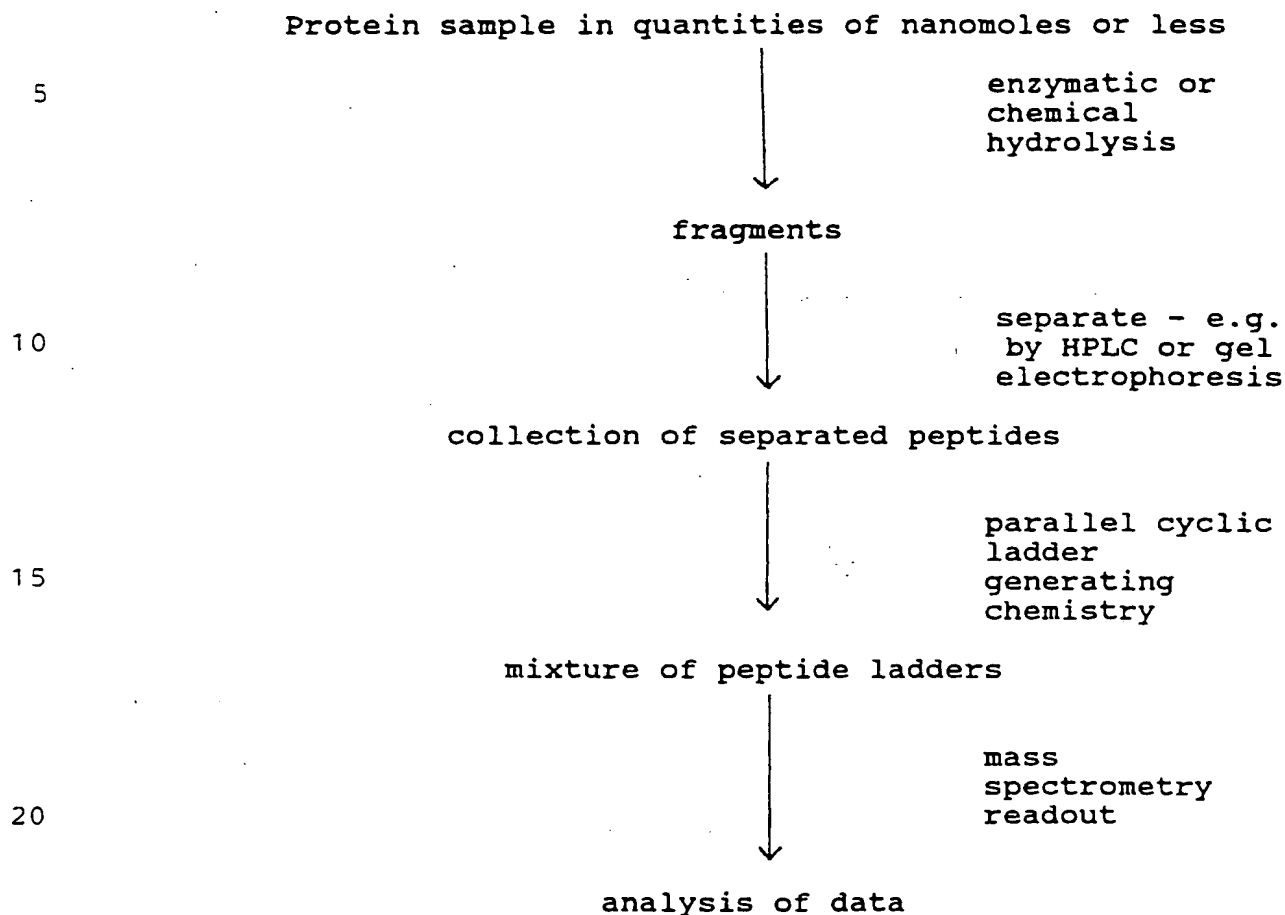 Protein sample in quantities of nanomoles or less
5
enzymatic or
chemical
hydrolysis
fragments
separate - e.g.
10
by HPLC or gel
electrophoresis
collection of separated peptides
parallel cyclic
ladder
15
generating
chemistry
mixture of peptide ladders
mass
spectrometry
20
readout
analysis of data